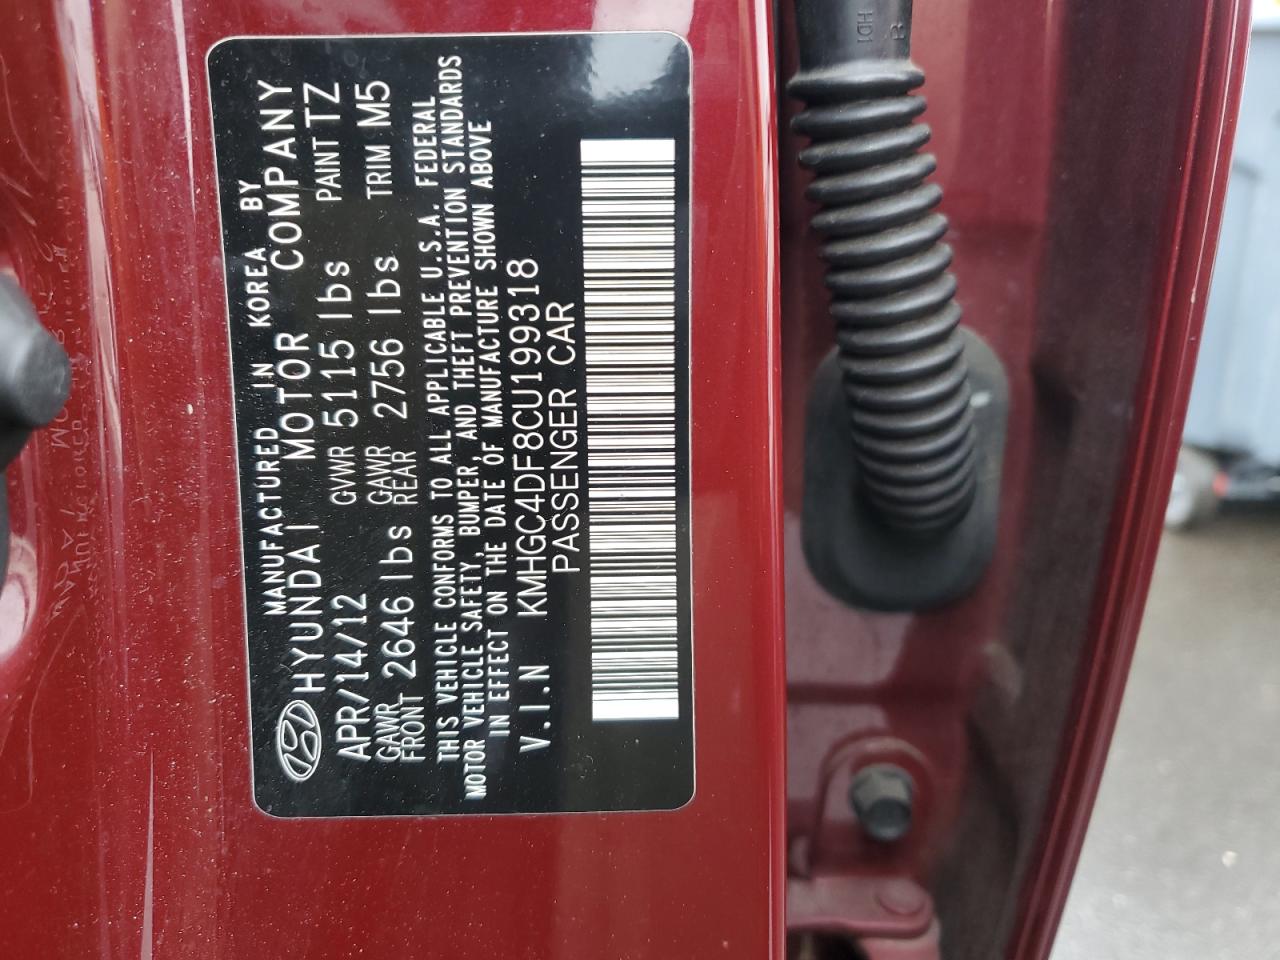 MANUFACTURED IN KOREA BY
HYUNDAI MOTOR COMPANY
APR/14/12 GVWR 5115 lbs PAINT TZ
GAWR FRONT 2646 lbs GAWR REAR 2756 lbs TRIM M5
THIS VEHICLE CONFORMS TO ALL APPLICABLE U.S.A. FEDERAL
MOTOR VEHICLE SAFETY, BUMPER, AND THEFT PREVENTION STANDARDS
IN EFFECT ON THE DATE OF MANUFACTURE SHOWN ABOVE
V.I.N KMHGC4DF8CU199318
PASSENGER CAR
HD1
B